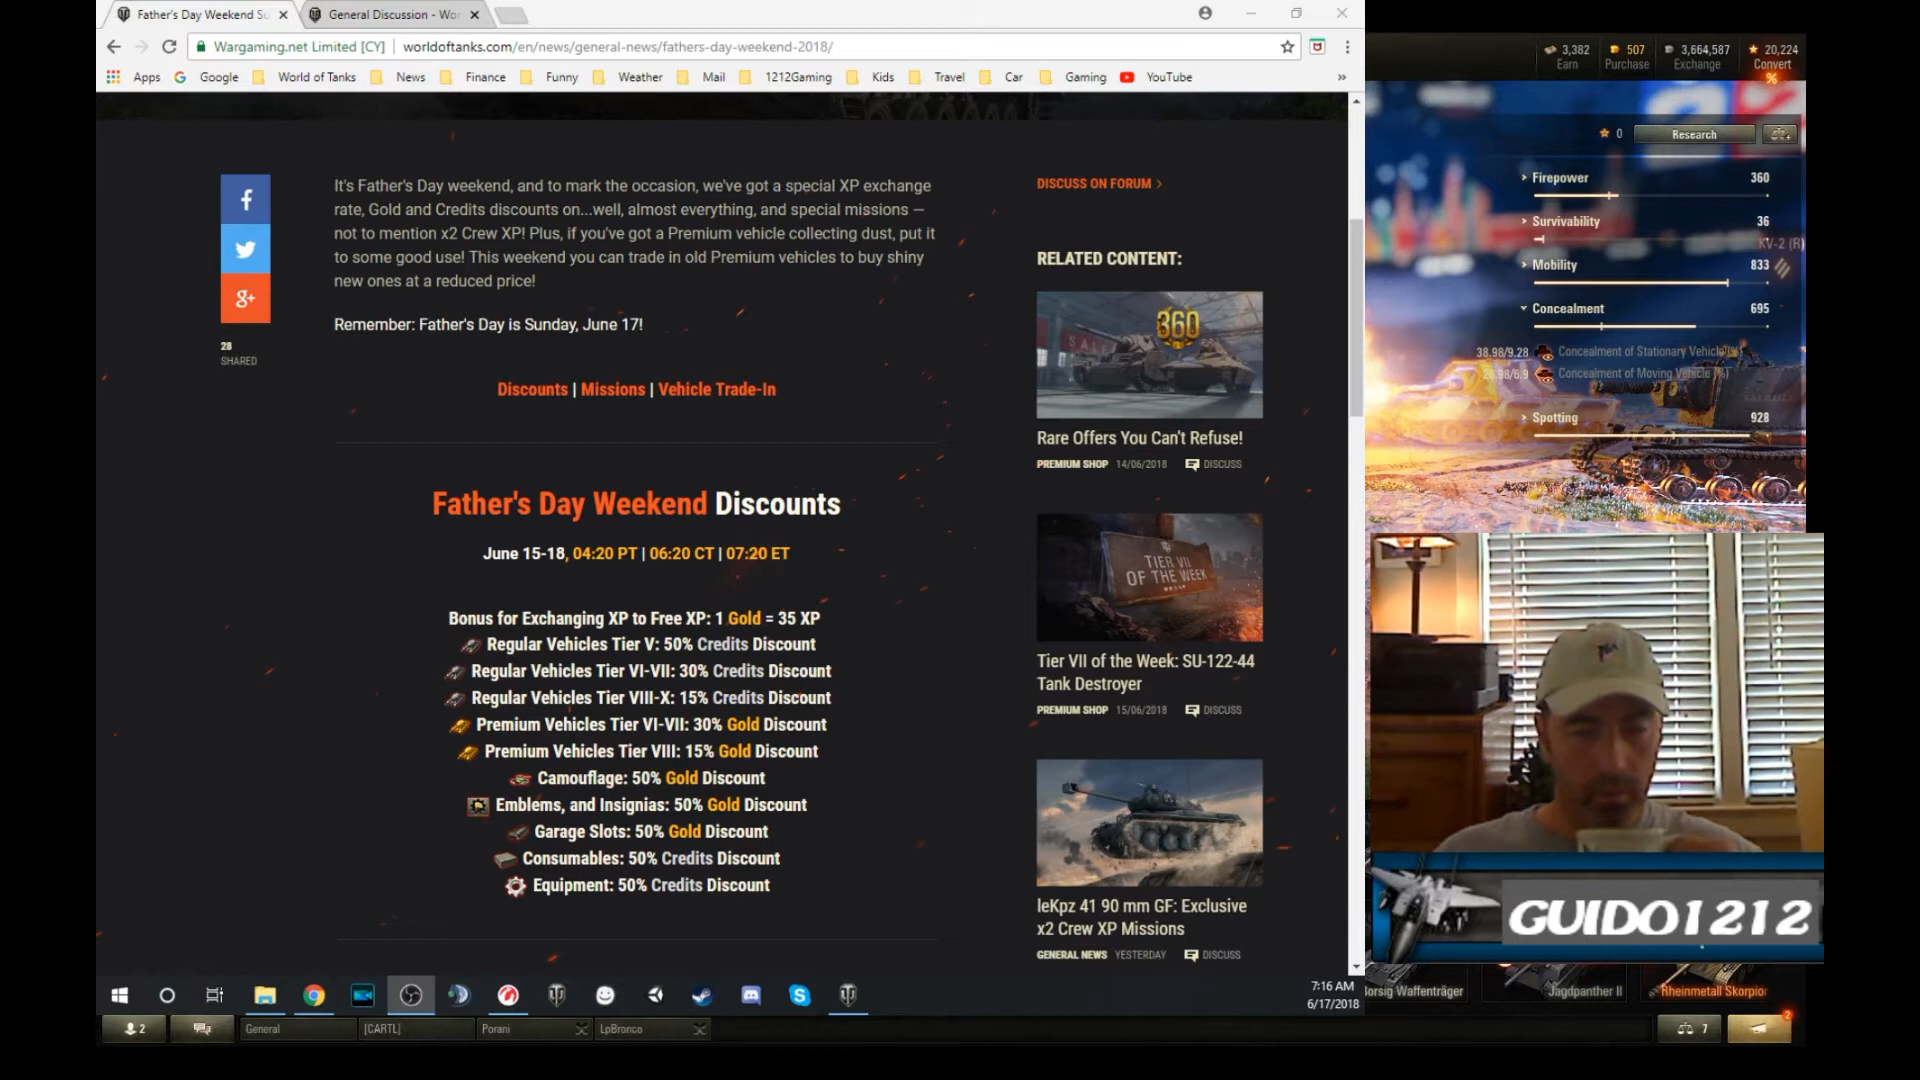 Father's Day Weekend Su
General Discussion - Wor
Wargaming.net Limited [CY]
worldoftanks.com/en/news/general-news/fathers-day-weekend-2018/
Apps
Google
World of Tanks
News
Finance
Funny
Weather
Mail
1212Gaming
Kids
Travel
Car
Gaming
YouTube
»
3,382
Earn
507
Purchase
3,664,587
Exchange
20,224
Convert
%
0
Research
Firepower 360
Survivability 36
KV-2 (R)
Mobility 833
Concealment 695
38.98/9.28 Concealment of Stationary Vehicle
Concealment of Moving Vehicle (%)
Spotting 928
28
SHARED
It's Father's Day weekend, and to mark the occasion, we've got a special XP exchange
rate, Gold and Credits discounts on...well, almost everything, and special missions —
not to mention x2 Crew XP! Plus, if you've got a Premium vehicle collecting dust, put it
to some good use! This weekend you can trade in old Premium vehicles to buy shiny
new ones at a reduced price!
Remember: Father's Day is Sunday, June 17!
Discounts | Missions | Vehicle Trade-In
Father's Day Weekend Discounts
June 15-18, 04:20 PT | 06:20 CT | 07:20 ET
Bonus for Exchanging XP to Free XP: 1 Gold = 35 XP
Regular Vehicles Tier V: 50% Credits Discount
Regular Vehicles Tier VI-VII: 30% Credits Discount
Regular Vehicles Tier VIII-X: 15% Credits Discount
Premium Vehicles Tier VI-VII: 30% Gold Discount
Premium Vehicles Tier VIII: 15% Gold Discount
Camouflage: 50% Gold Discount
Emblems, and Insignias: 50% Gold Discount
Garage Slots: 50% Gold Discount
Consumables: 50% Credits Discount
Equipment: 50% Credits Discount
DISCUSS ON FORUM
RELATED CONTENT:
SALE
360
Rare Offers You Can't Refuse!
PREMIUM SHOP 14/06/2018 DISCUSS
TIER VII
OF THE WEEK
Tier VII of the Week: SU-122-44
Tank Destroyer
PREMIUM SHOP 15/06/2018 DISCUSS
leKpz 41 90 mm GF: Exclusive
x2 Crew XP Missions
GENERAL NEWS YESTERDAY DISCUSS
GUIDO1212
7:16 AM
6/17/2018
Borsig Waffenträger
Jagdpanther II
Rheinmetall Skorpion
2
General
[CARTL]
Porani
LpBronco
7
2